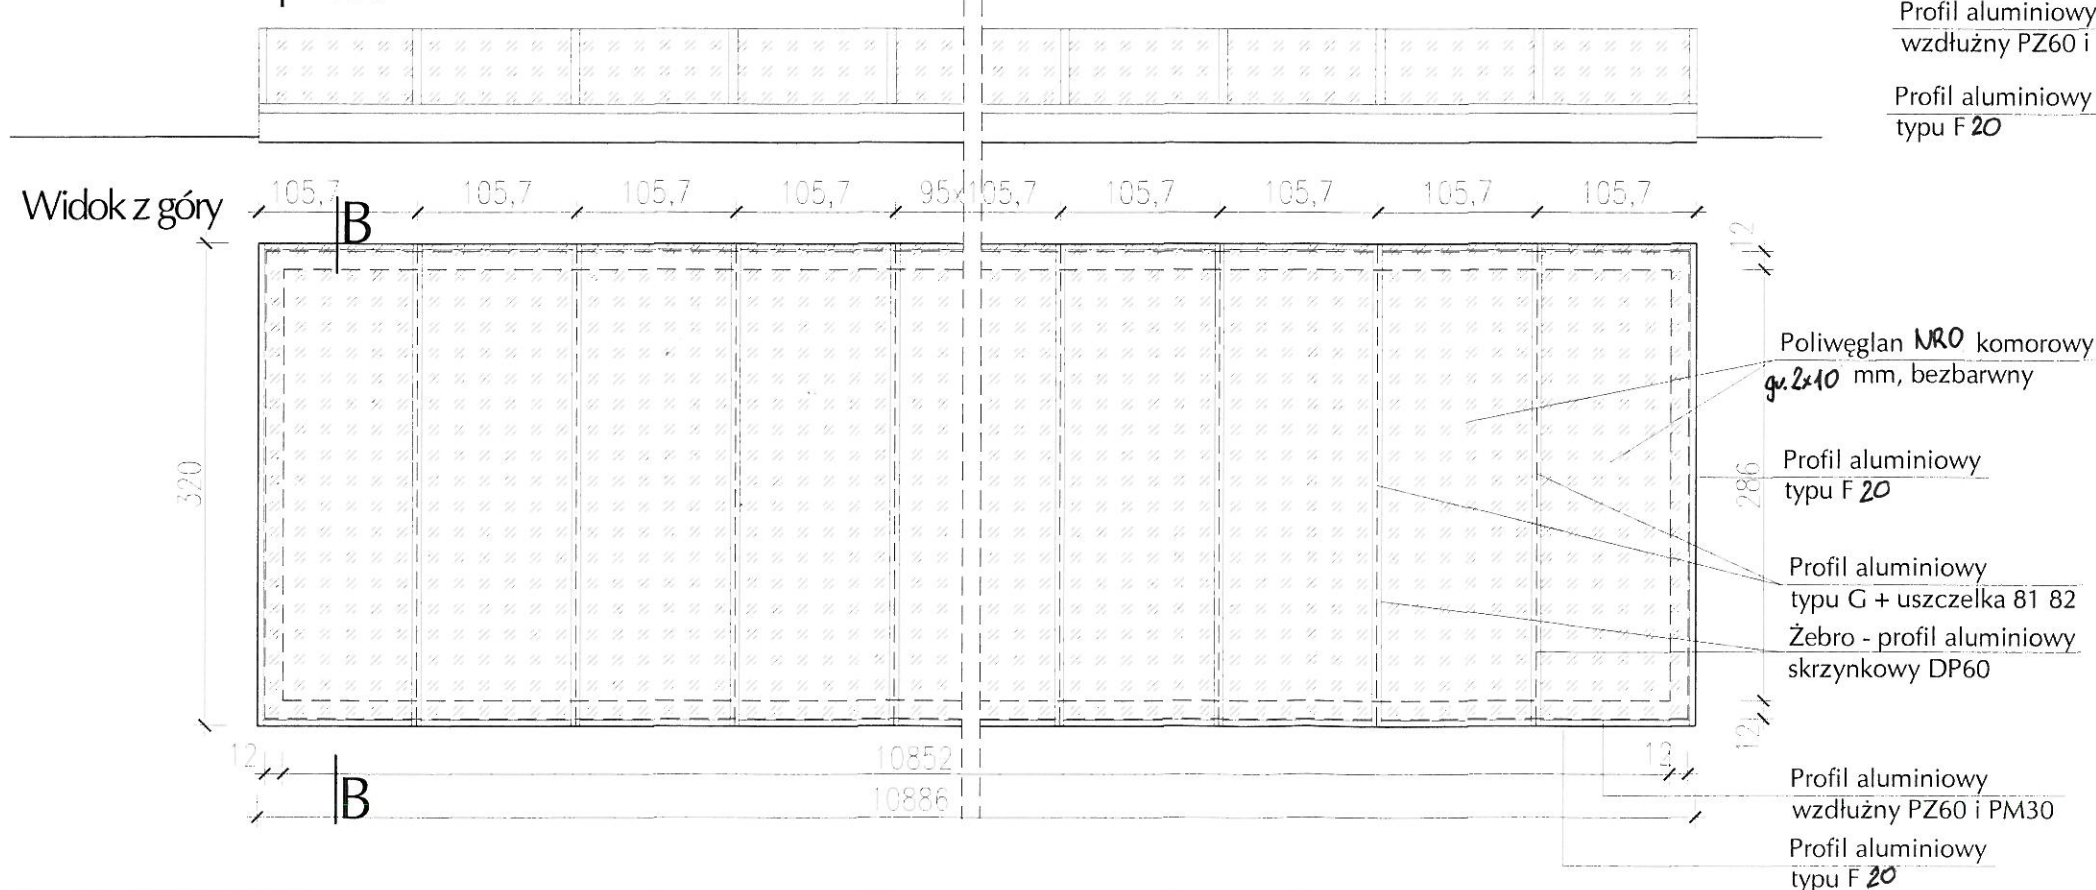 Profil aluminiowy
wzdłużny PZ60 i
Profil aluminiowy
typu F 20
Widok z góry
105,7 105,7 105,7 105,7 95x105,7 105,7 105,7 105,7 105,7
B
12
320
286
Poliwęglan NRO komorowy
gr. 2x10 mm, bezbarwny
Profil aluminiowy
typu F 20
Profil aluminiowy
typu G + uszczelka 81 82
Żebro - profil aluminiowy
skrzynkowy DP60
12
12 10852 12
10886
B
Profil aluminiowy
wzdłużny PZ60 i PM30
Profil aluminiowy
typu F 20